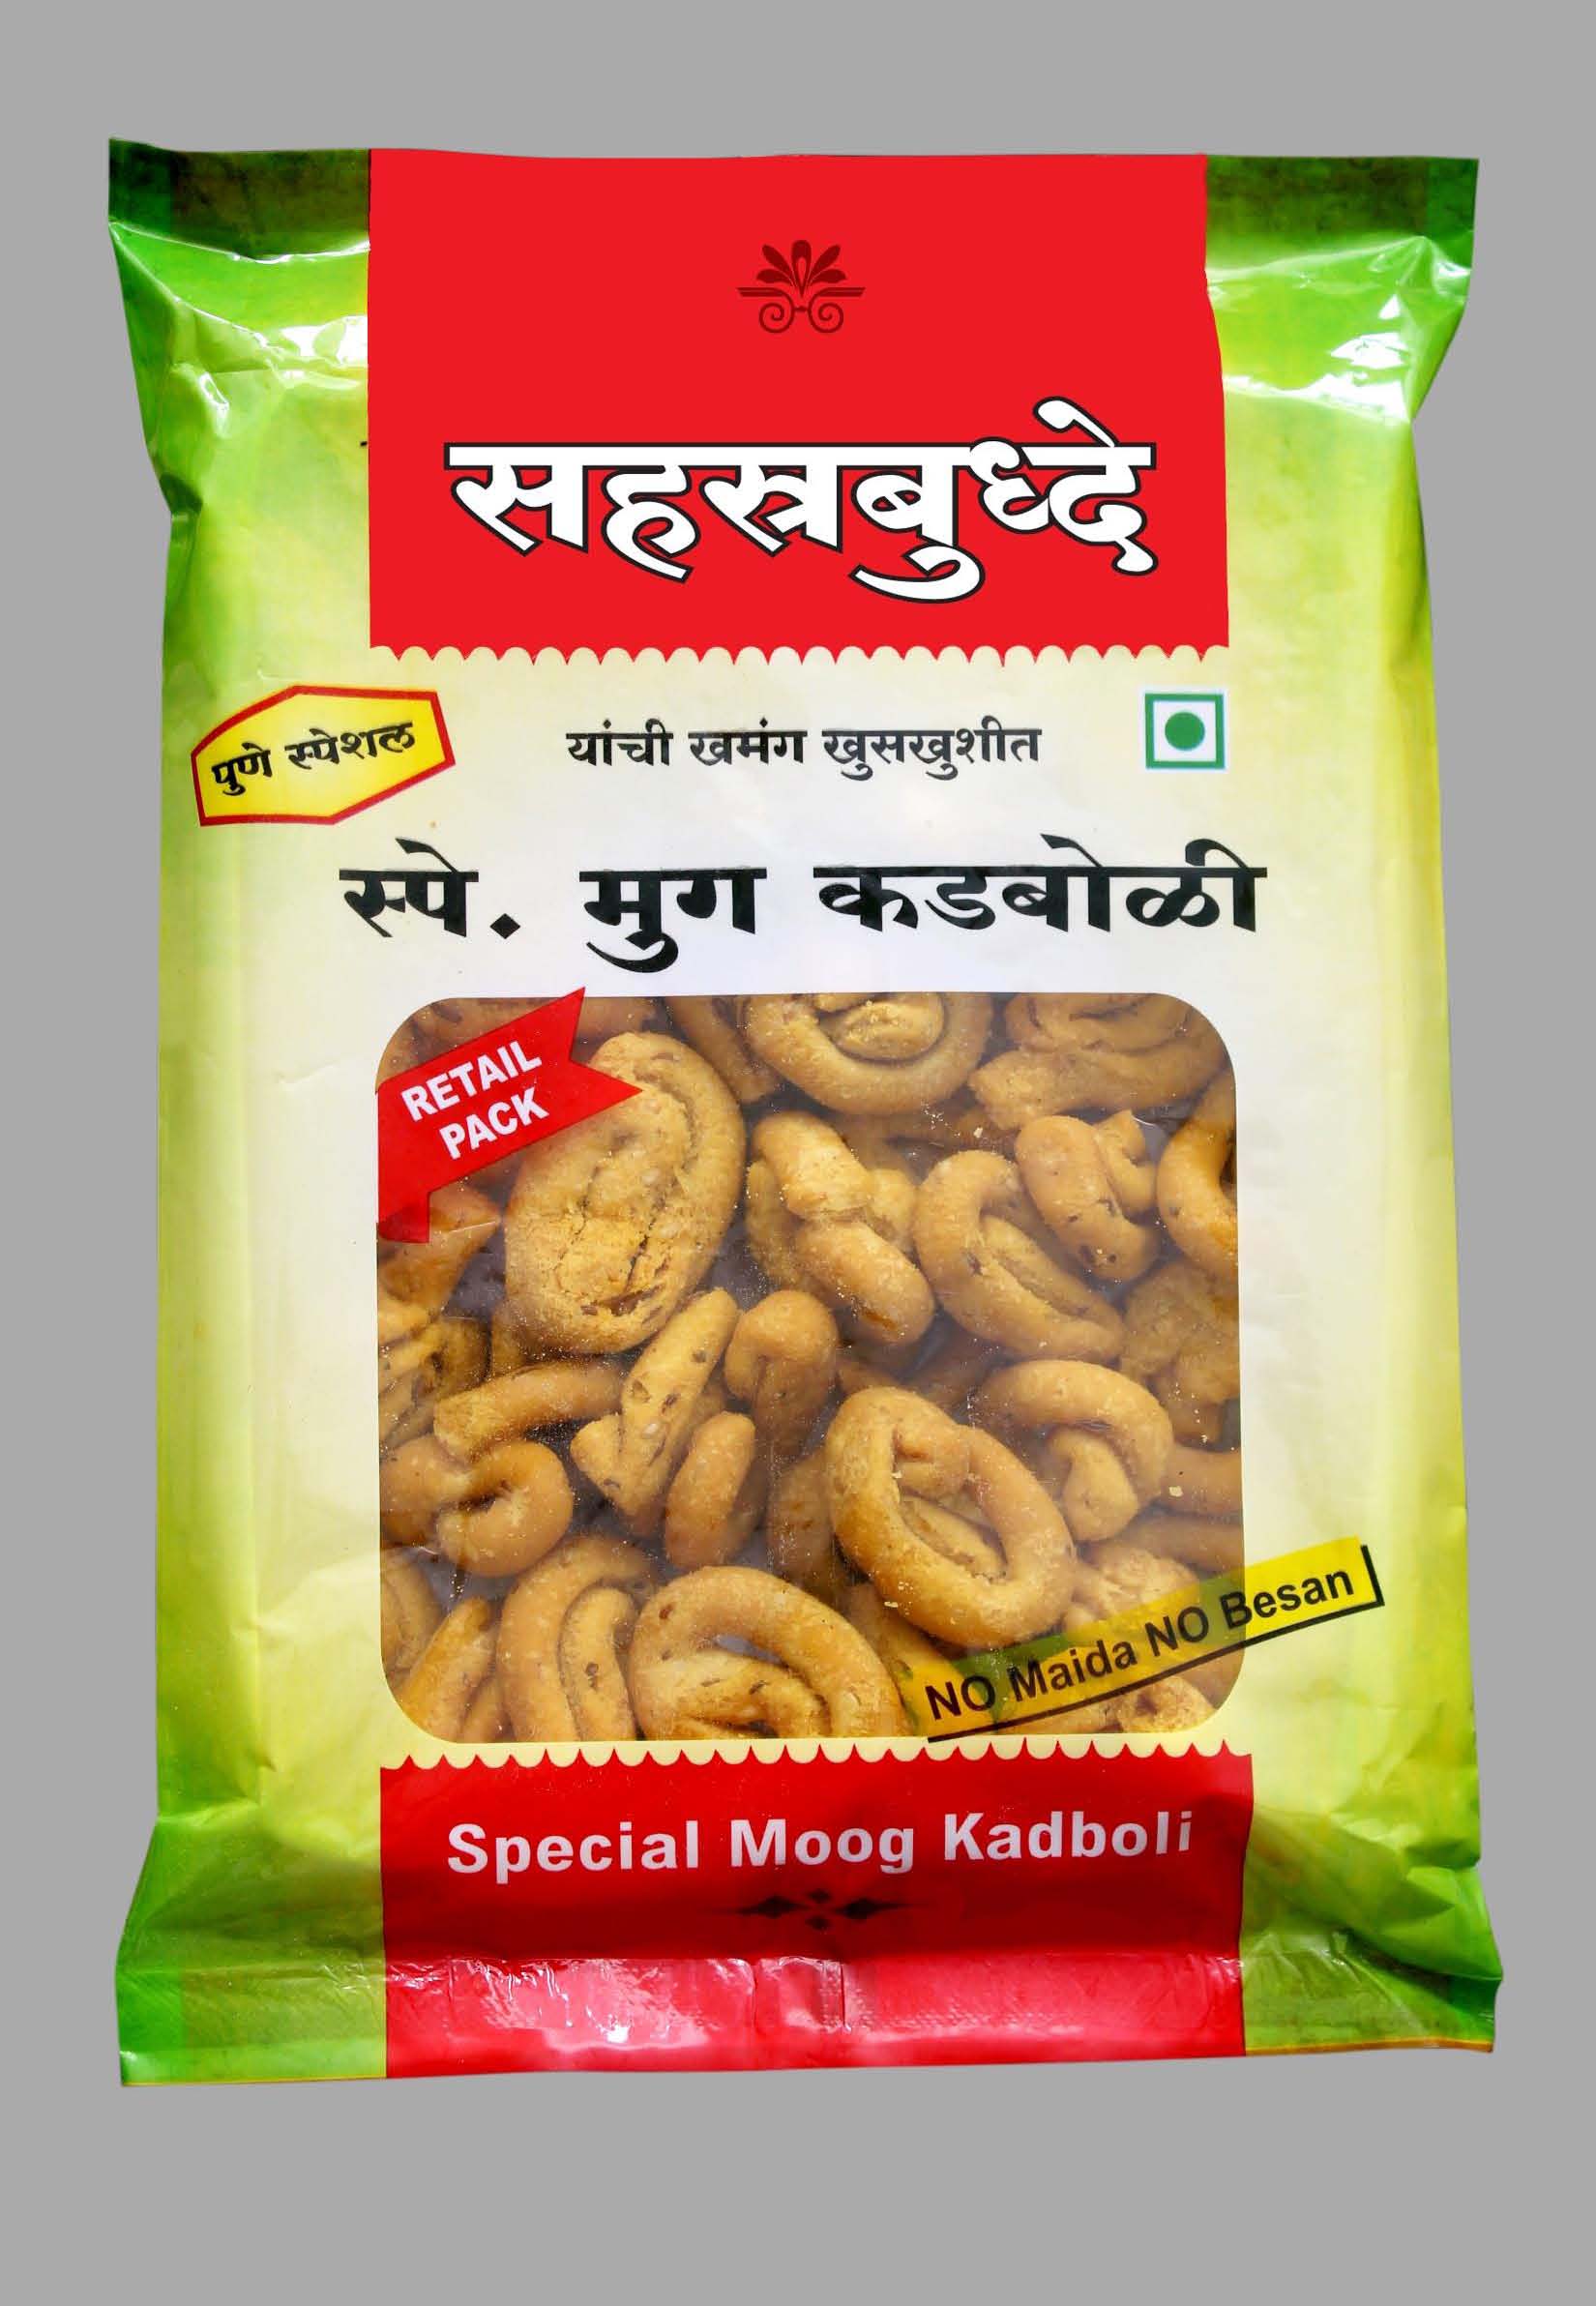 सहस्रबुध्दे
पुणे स्पेशल
यांची खमंग खुसखुशीत
स्पे. मुग कडबोळी
RETAIL
PACK
NO Maida NO Besan
Special Moog Kadboli